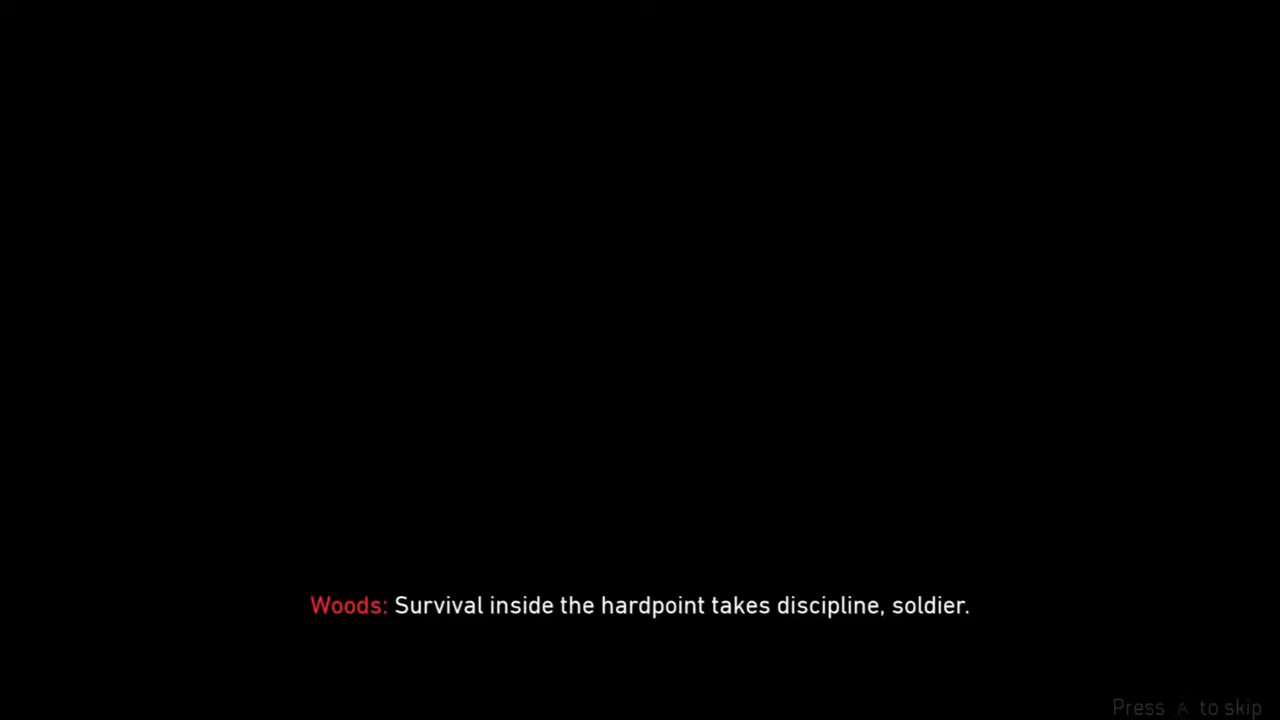 Woods: Survival inside the hardpoint takes discipline, soldier.
Press A to skip